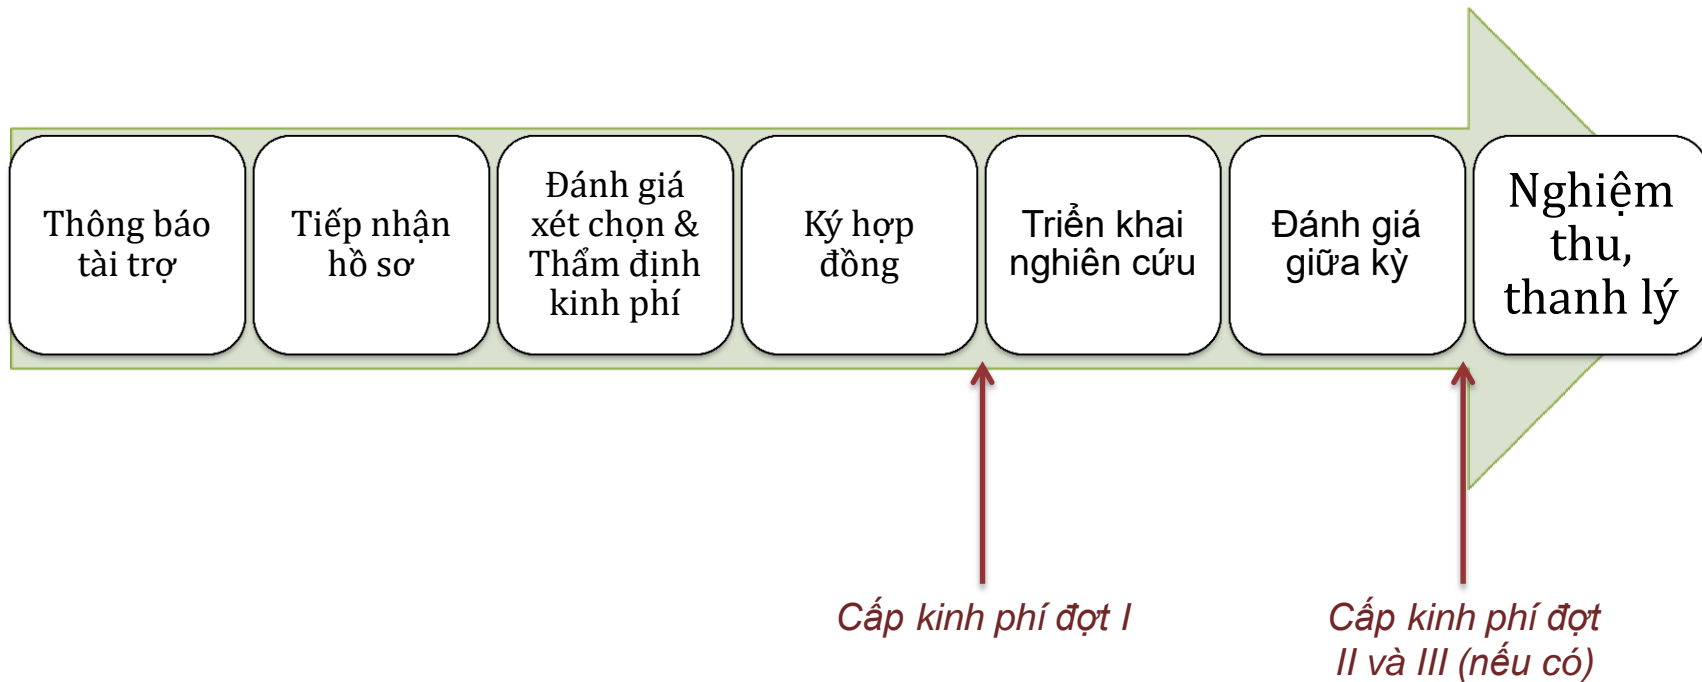 Thông báo
tài trợ
Tiếp nhận
hồ sơ
Đánh giá
xét chọn &
Thẩm định
kinh phí
Ký hợp
đồng
Triển khai
nghiên cứu
Đánh giá
giữa kỳ
Nghiệm
thu,
thanh lý
Cấp kinh phí đợt I
Cấp kinh phí đợt
II và III (nếu có)